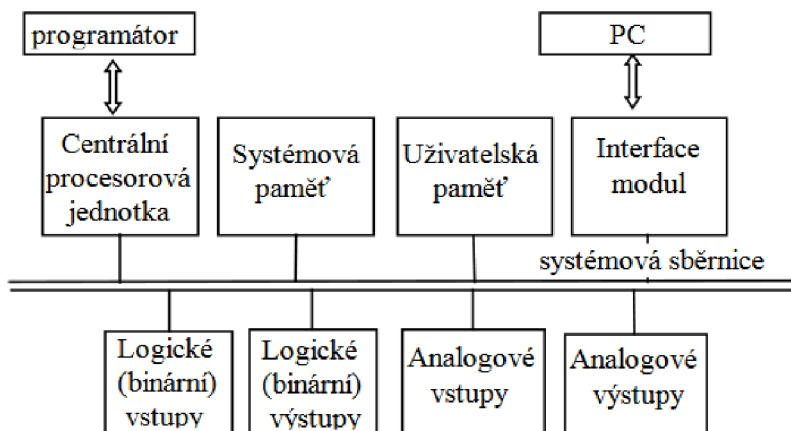 programátor
PC
Centrální
procesorová
jednotka
Systémová
paměť
Uživatelská
paměť
Interface
modul
systémová sběrnice
Logické
(binární)
vstupy
Logické
(binární)
výstupy
Analogové
vstupy
Analogové
výstupy